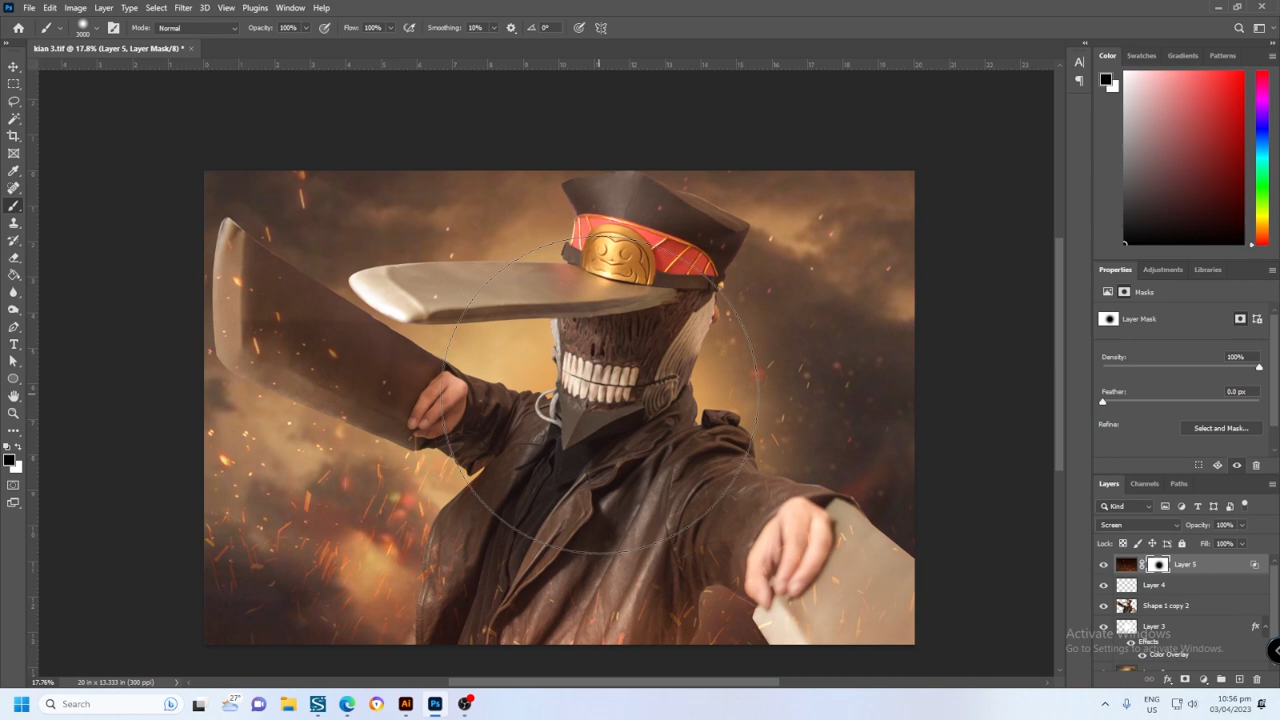 File Edit Image Layer Type Select Filter 3D View Plugins Window Help
3000 Mode: Normal Opacity: 100% Flow: 100% Smoothing: 10% 0°
kian 3.tif @ 17.8% (Layer 5, Layer Mask/8) *
Color Swatches Gradients Patterns
Properties Adjustments Libraries
Masks
Layer Mask
Density: 100%
Feather: 0.0 px
Refine: Select and Mask...
Layers Channels Paths
Kind
Screen Opacity: 100%
Lock: Fill: 100%
Layer 5
Layer 4
Shape 1 copy 2
Layer 3 fx
Effects
Color Overlay
Activate Windows
Go to Settings to activate Windows.
17.76% 20 in x 13.333 in (300 ppi)
Search 27° Ai Ps
ENG
US
10:56 pm
03/04/2023